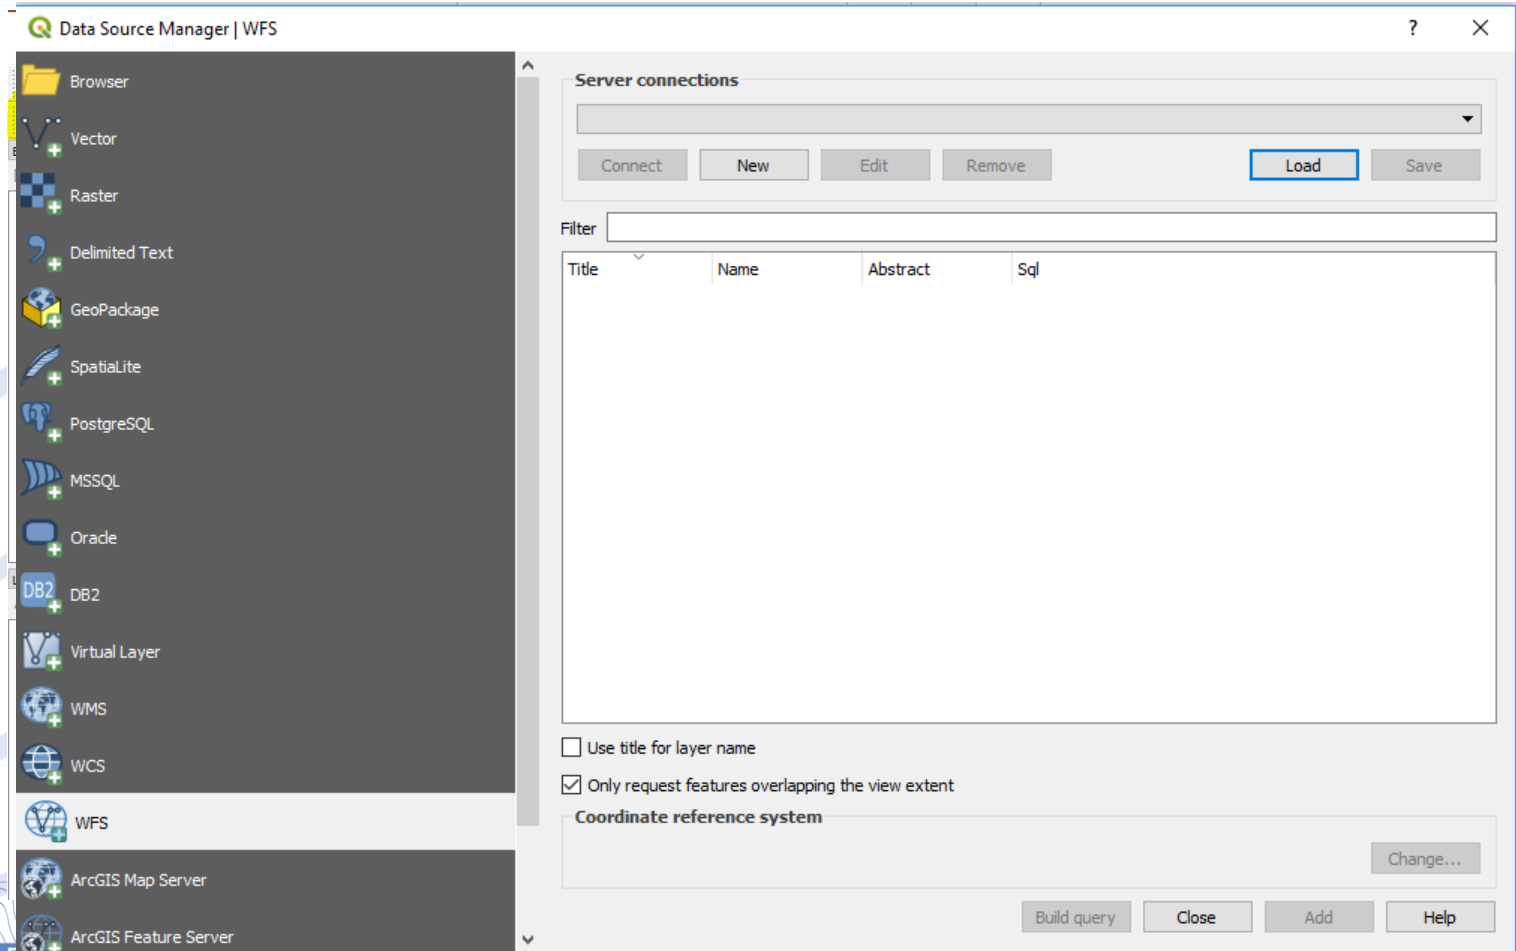 Data Source Manager | WFS
?
Browser
Vector
Raster
Delimited Text
GeoPackage
SpatiaLite
PostgreSQL
MSSQL
Oracle
DB2
DB2
Virtual Layer
WMS
WCS
WFS
ArcGIS Map Server
ArcGIS Feature Server
Server connections
Connect New Edit Remove Load Save
Filter
Title Name Abstract Sql
Use title for layer name
Only request features overlapping the view extent
Coordinate reference system
Change...
Build query Close Add Help